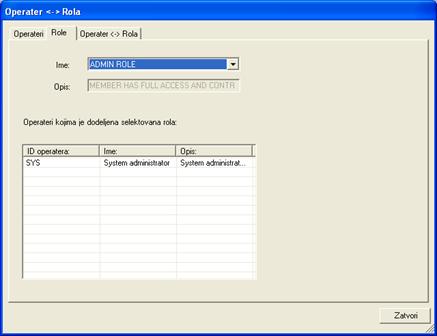 Operater <-> Rola
Operateri Role Operater <-> Rola
Ime: ADMIN ROLE
Opis: MEMBER HAS FULL ACCESS AND CONTR
Operateri kojima je dodeljena selektovana rola:
ID operatera: Ime: Opis:
SYS System administrator System administrat...
Zatvori